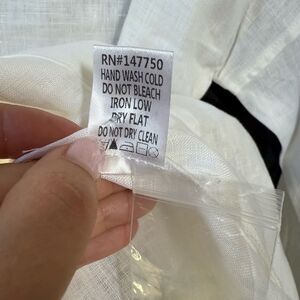 RN#147750
HAND WASH COLD
DO NOT BLEACH
IRON LOW
DRY FLAT
DO NOT DRY CLEAN